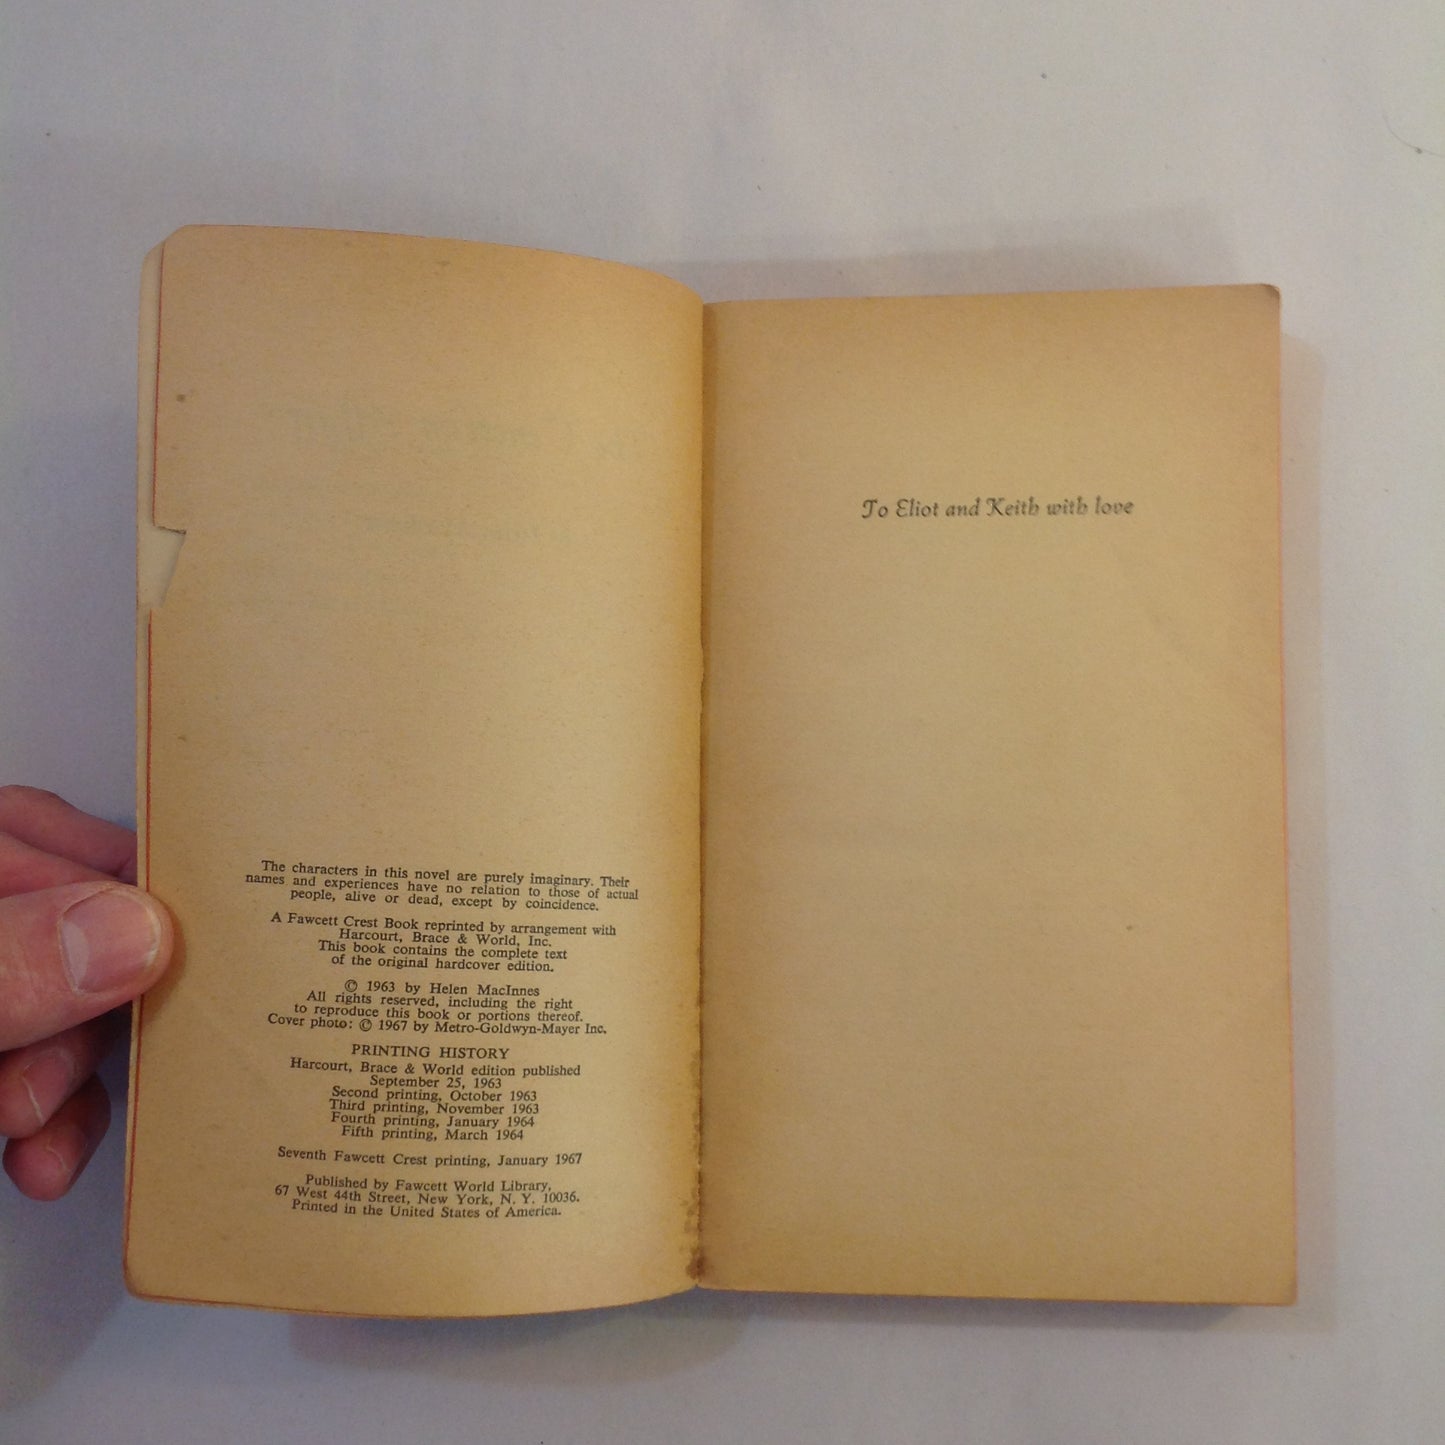 The characters in this novel are purely imaginary. Their
names and experiences have no relation to those of actual
people, alive or dead, except by coincidence.
A Fawcett Crest Book reprinted by arrangement with
Harcourt, Brace & World, Inc.
This book contains the complete text
of the original hardcover edition.
© 1963 by Helen MacInnes
All rights reserved, including the right
to reproduce this book or portions thereof.
Cover photo: © 1967 by Metro-Goldwyn-Mayer Inc.
PRINTING HISTORY
Harcourt, Brace & World edition published
September 25, 1963
Second printing, October 1963
Third printing, November 1963
Fourth printing, January 1964
Fifth printing, March 1964
Seventh Fawcett Crest printing, January 1967
Published by Fawcett World Library,
67 West 44th Street, New York, N. Y. 10036.
Printed in the United States of America.
To Eliot and Keith with love